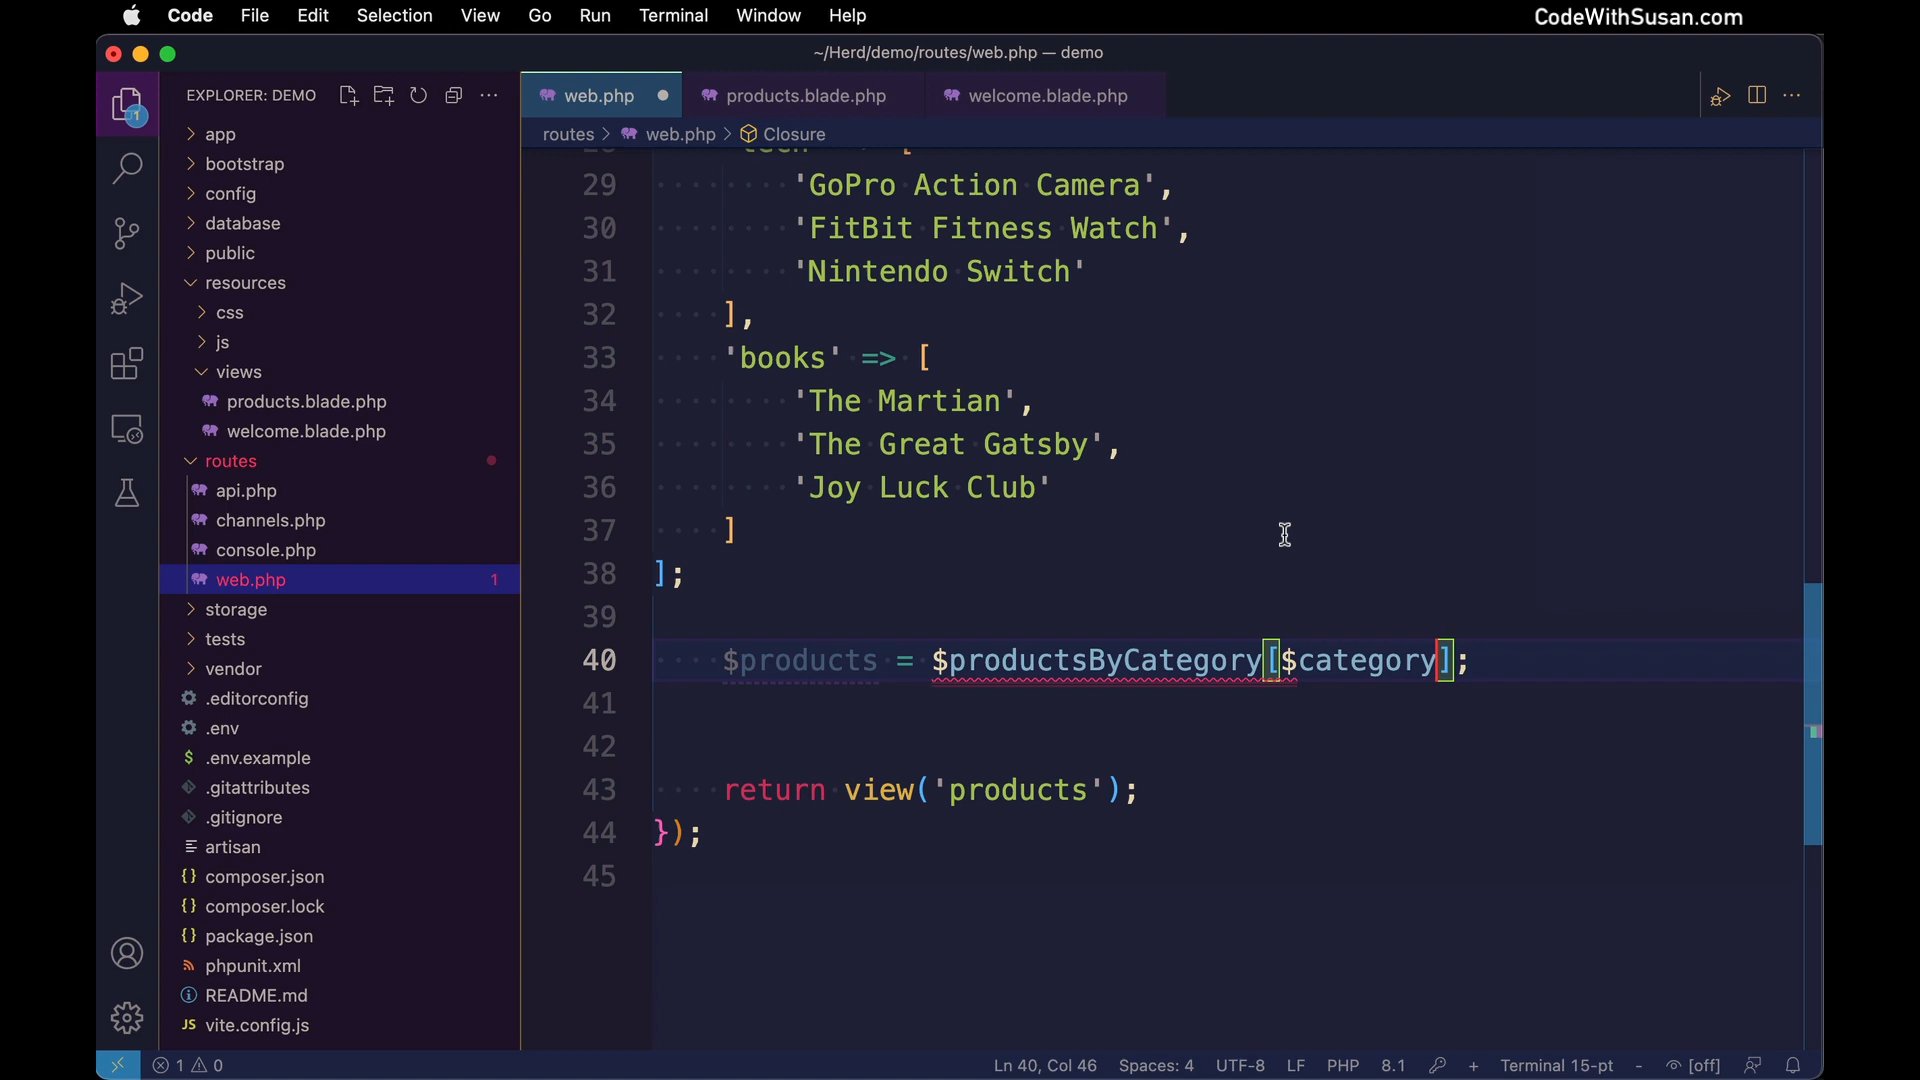 Code File Edit Selection View Go Run Terminal Window Help
CodeWithSusan.com
~/Herd/demo/routes/web.php — demo
EXPLORER: DEMO
1
app
bootstrap
config
database
public
resources
css
js
views
products.blade.php
welcome.blade.php
routes
api.php
channels.php
console.php
web.php 1
storage
tests
vendor
.editorconfig
.env
$ .env.example
.gitattributes
.gitignore
artisan
{} composer.json
{} composer.lock
{} package.json
phpunit.xml
README.md
JS vite.config.js
web.php products.blade.php welcome.blade.php
routes > web.php > Closure
29 'GoPro Action Camera',
30 'FitBit Fitness Watch',
31 'Nintendo Switch'
32 ],
33 'books' => [
34 'The Martian',
35 'The Great Gatsby',
36 'Joy Luck Club'
37 ]
38 ];
39
40 $products = $productsByCategory[$category];
41
42
43 return view('products');
44 });
45
1 0 Ln 40, Col 46 Spaces: 4 UTF-8 LF PHP 8.1 + Terminal 15-pt - [off]